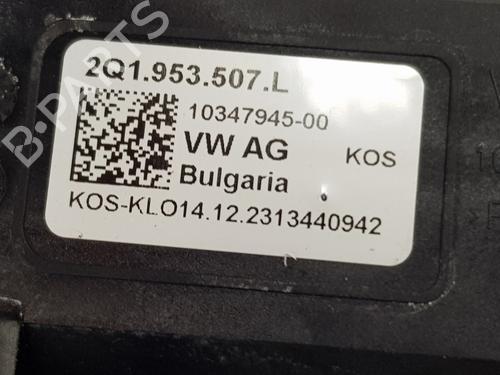 2Q1.953.507.L
10347945-00
VW AG KOS
Bulgaria
KOS-KLO14.12.2313440942
B-PARTS